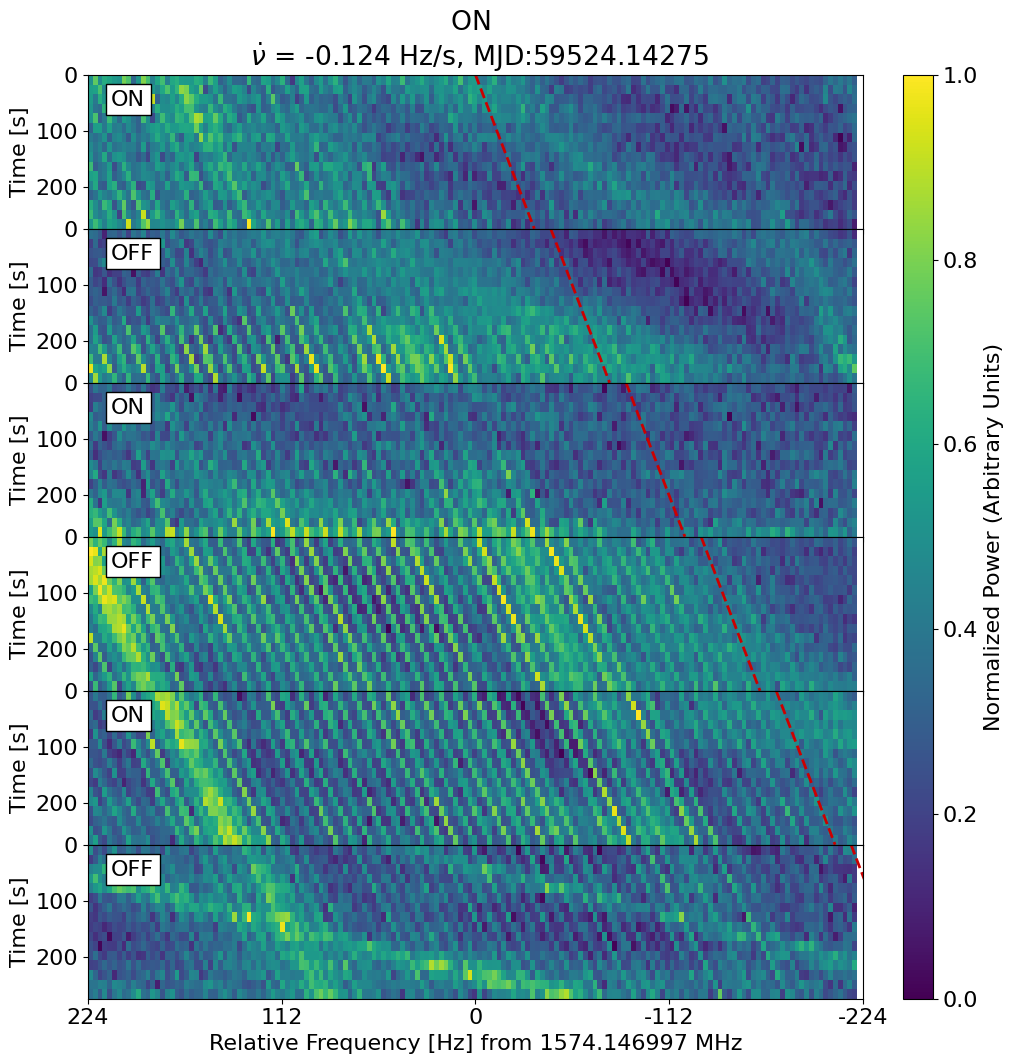 ON
ν̇ = -0.124 Hz/s, MJD:59524.14275
0
100
200
Time [s]
ON
0
100
200
Time [s]
OFF
0
100
200
Time [s]
ON
0
100
200
Time [s]
OFF
0
100
200
Time [s]
ON
0
100
200
Time [s]
OFF
224 112 0 -112 -224
Relative Frequency [Hz] from 1574.146997 MHz
1.0
0.8
0.6
0.4
0.2
0.0
Normalized Power (Arbitrary Units)